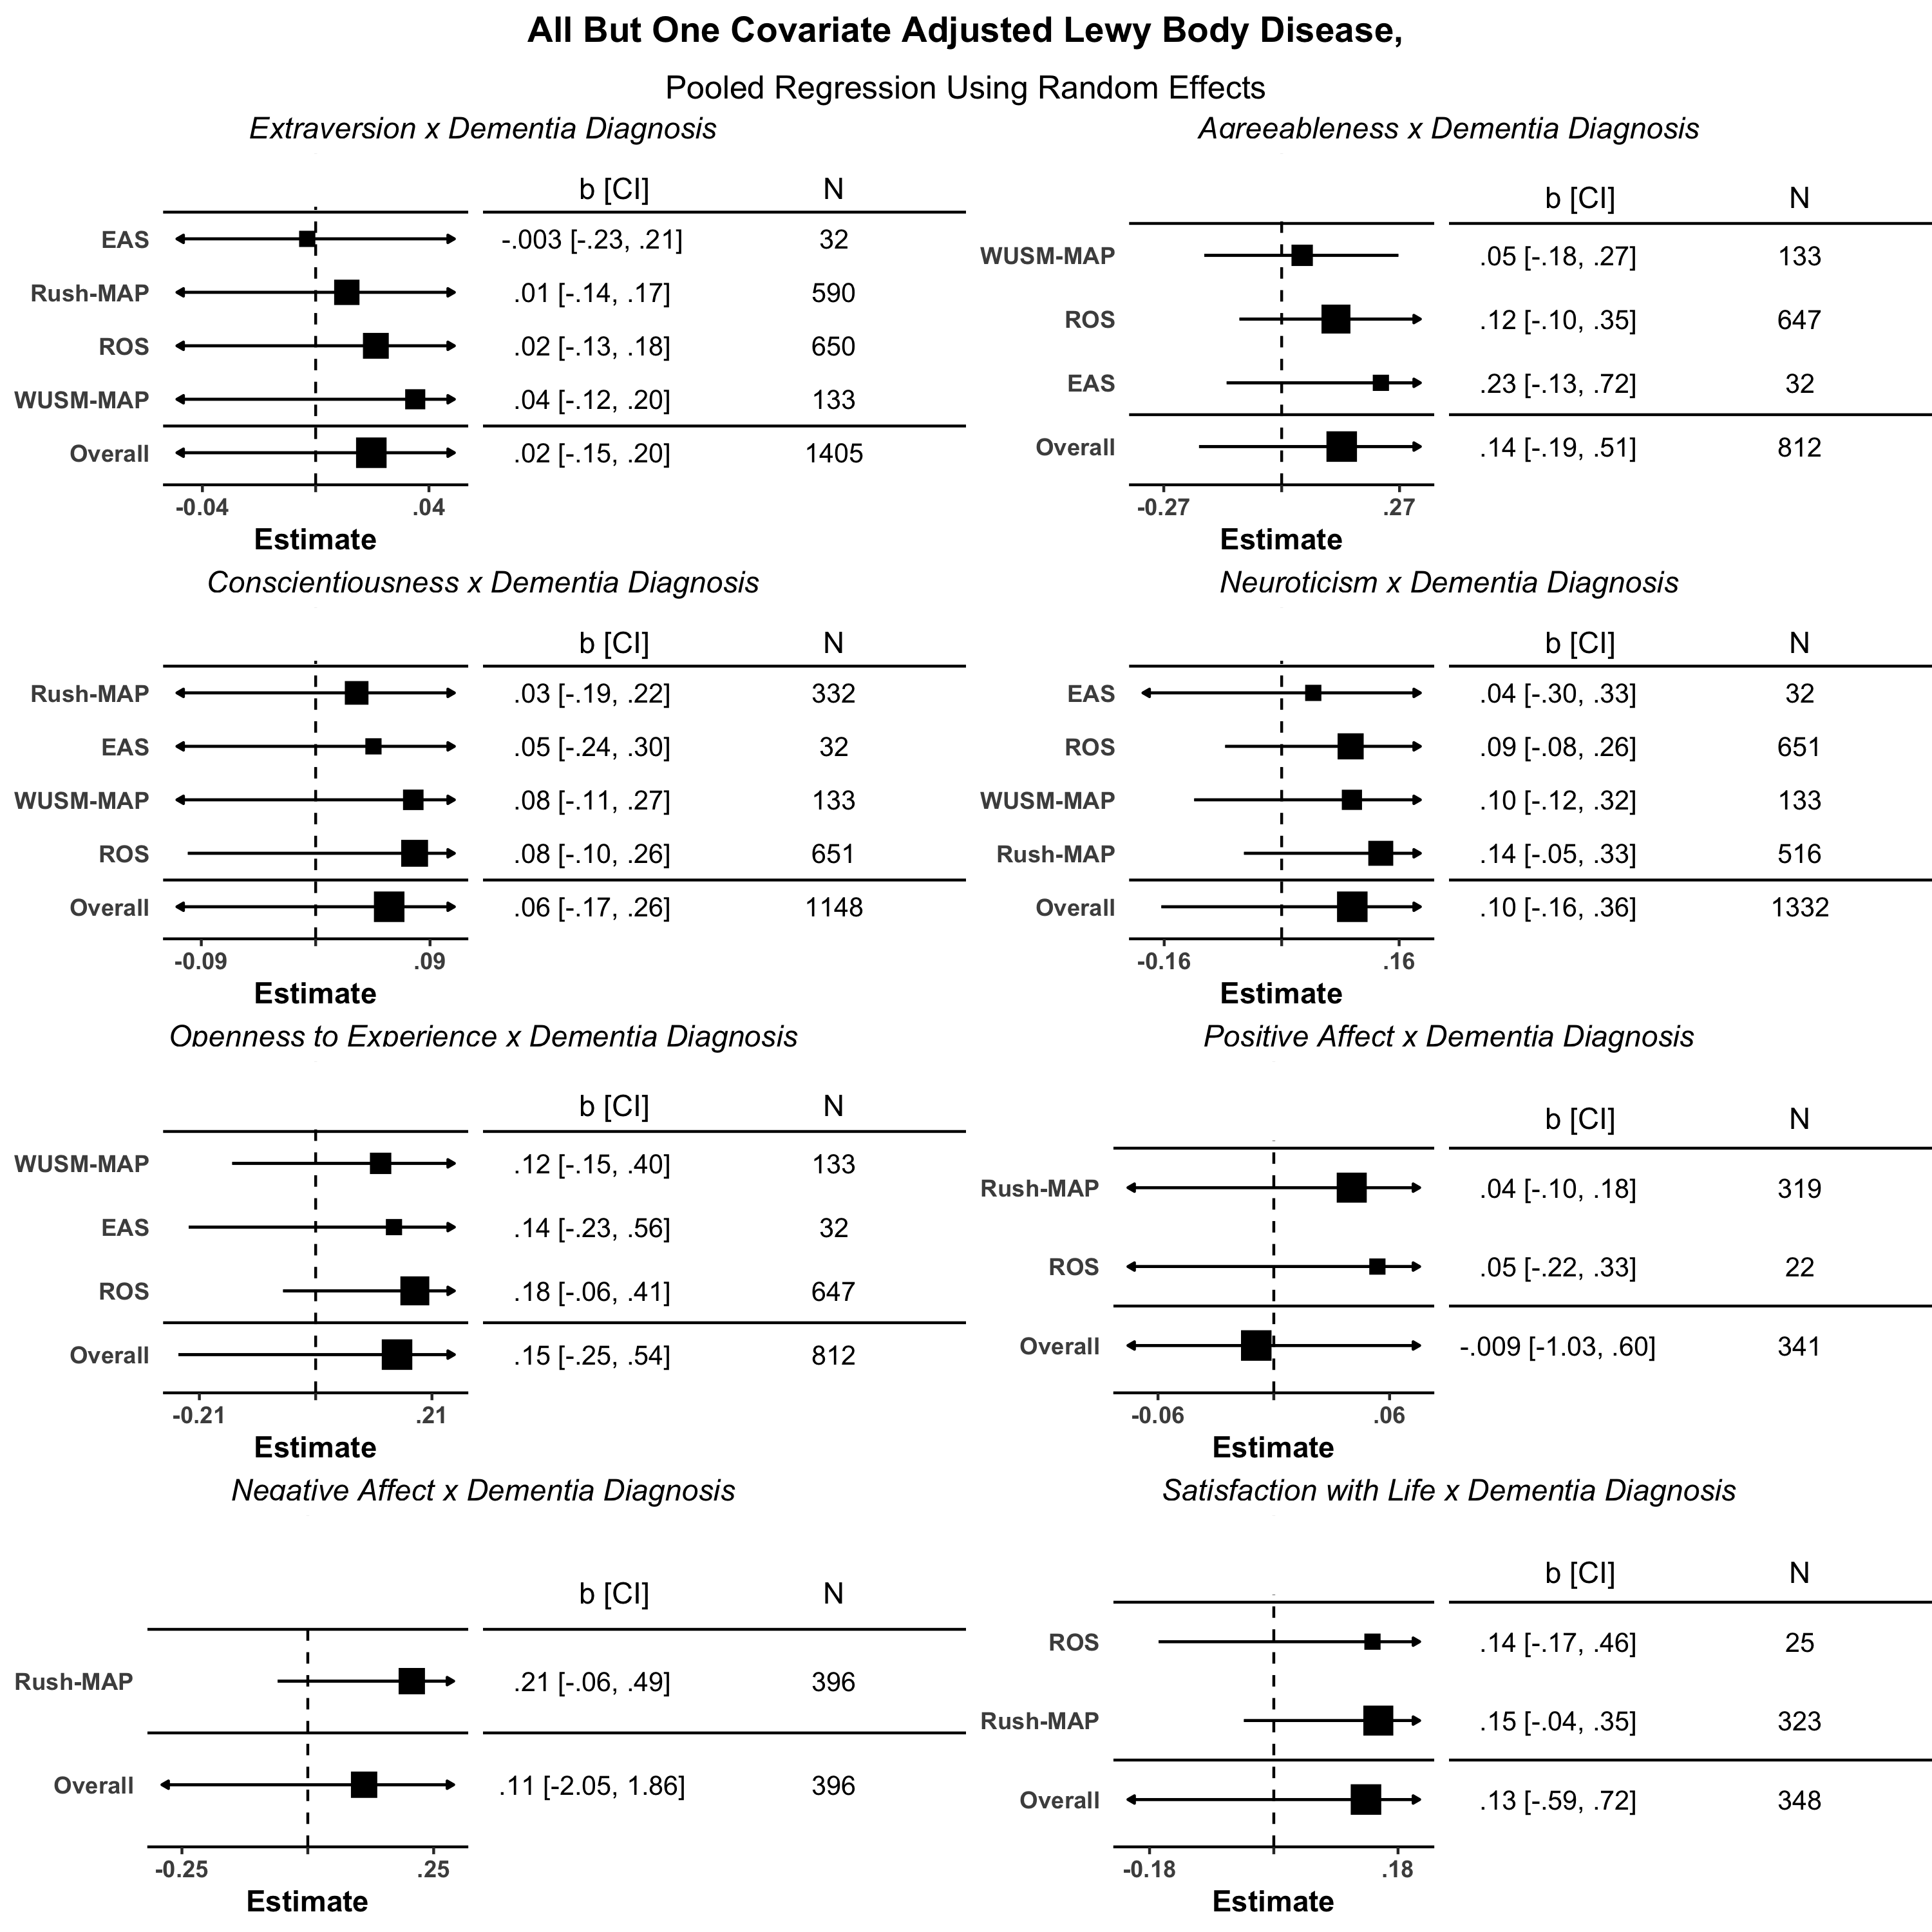 All But One Covariate Adjusted Lewy Body Disease,
Pooled Regression Using Random Effects
Extraversion x Dementia Diagnosis
b [CI] N
EAS -.003 [-.23, .21] 32
Rush-MAP .01 [-.14, .17] 590
ROS .02 [-.13, .18] 650
WUSM-MAP .04 [-.12, .20] 133
Overall .02 [-.15, .20] 1405
-0.04 .04
Estimate
Agreeableness x Dementia Diagnosis
b [CI] N
WUSM-MAP .05 [-.18, .27] 133
ROS .12 [-.10, .35] 647
EAS .23 [-.13, .72] 32
Overall .14 [-.19, .51] 812
-0.27 .27
Estimate
Conscientiousness x Dementia Diagnosis
b [CI] N
Rush-MAP .03 [-.19, .22] 332
EAS .05 [-.24, .30] 32
WUSM-MAP .08 [-.11, .27] 133
ROS .08 [-.10, .26] 651
Overall .06 [-.17, .26] 1148
-0.09 .09
Estimate
Neuroticism x Dementia Diagnosis
b [CI] N
EAS .04 [-.30, .33] 32
ROS .09 [-.08, .26] 651
WUSM-MAP .10 [-.12, .32] 133
Rush-MAP .14 [-.05, .33] 516
Overall .10 [-.16, .36] 1332
-0.16 .16
Estimate
Openness to Experience x Dementia Diagnosis
b [CI] N
WUSM-MAP .12 [-.15, .40] 133
EAS .14 [-.23, .56] 32
ROS .18 [-.06, .41] 647
Overall .15 [-.25, .54] 812
-0.21 .21
Estimate
Positive Affect x Dementia Diagnosis
b [CI] N
Rush-MAP .04 [-.10, .18] 319
ROS .05 [-.22, .33] 22
Overall -.009 [-1.03, .60] 341
-0.06 .06
Estimate
Negative Affect x Dementia Diagnosis
b [CI] N
Rush-MAP .21 [-.06, .49] 396
Overall .11 [-2.05, 1.86] 396
-0.25 .25
Estimate
Satisfaction with Life x Dementia Diagnosis
b [CI] N
ROS .14 [-.17, .46] 25
Rush-MAP .15 [-.04, .35] 323
Overall .13 [-.59, .72] 348
-0.18 .18
Estimate